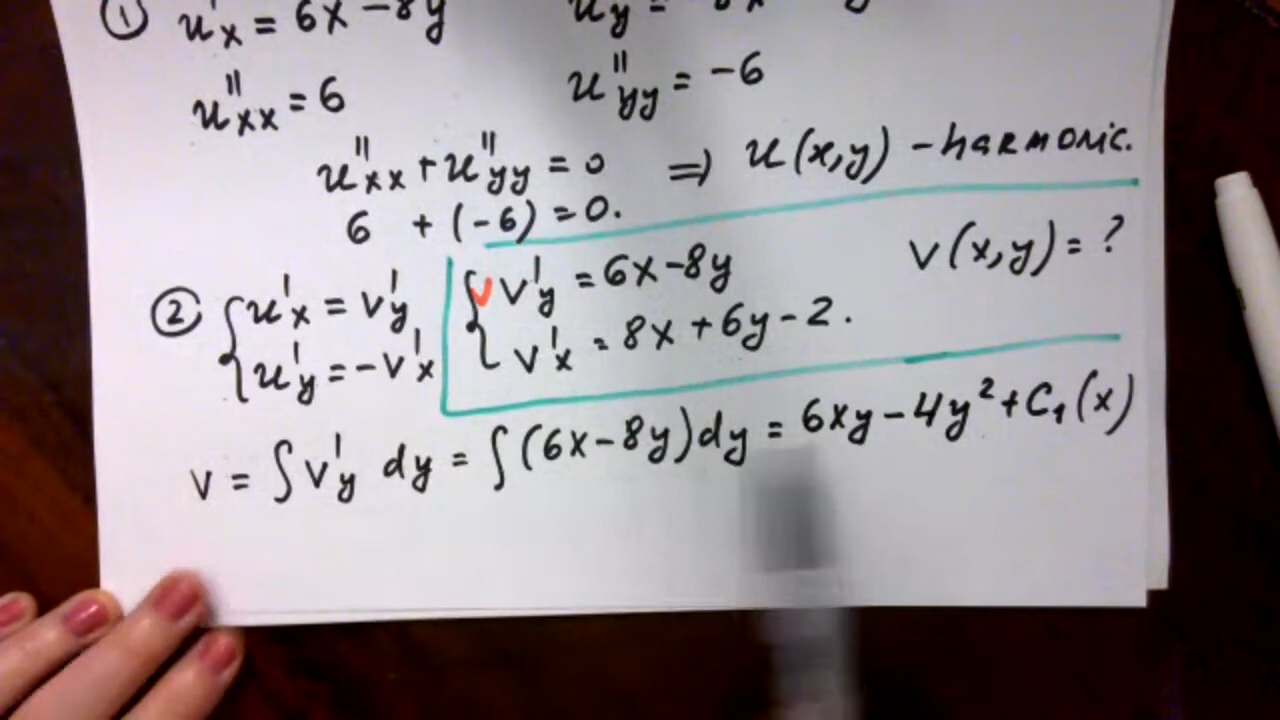 ① u'x = 6x - 8y u'y =
u''xx = 6 u''yy = -6
u''xx + u''yy = 0 ⇒ u(x,y) - harmonic.
6 + (-6) = 0.
② { u'x = v'y { v'y = 6x - 8y v(x,y) = ?
u'y = -v'x v'x = 8x + 6y - 2.
v = ∫ v'y dy = ∫ (6x - 8y) dy = 6xy - 4y² + C₁(x)